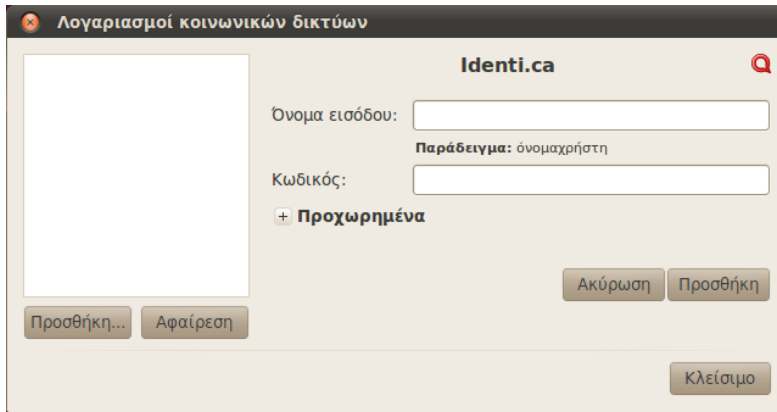 Λογαριασμοί κοινωνικών δικτύων
Identi.ca
Όνομα εισόδου:
Παράδειγμα: όνομαχρήστη
Κωδικός:
+ Προχωρημένα
Ακύρωση Προσθήκη
Προσθήκη... Αφαίρεση
Κλείσιμο